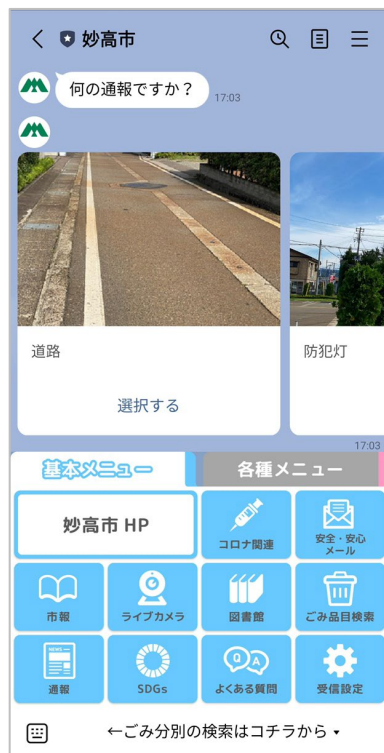 妙高市
何の通報ですか？
17:03
道路
防犯灯
選択する
17:03
基本メニュー
各種メニュー
妙高市 HP
コロナ関連
安全・安心
メール
市報
ライブカメラ
図書館
ごみ品目検索
NEWS
通報
SDGs
Q A
よくある質問
受信設定
←ごみ分別の検索はコチラから ▾